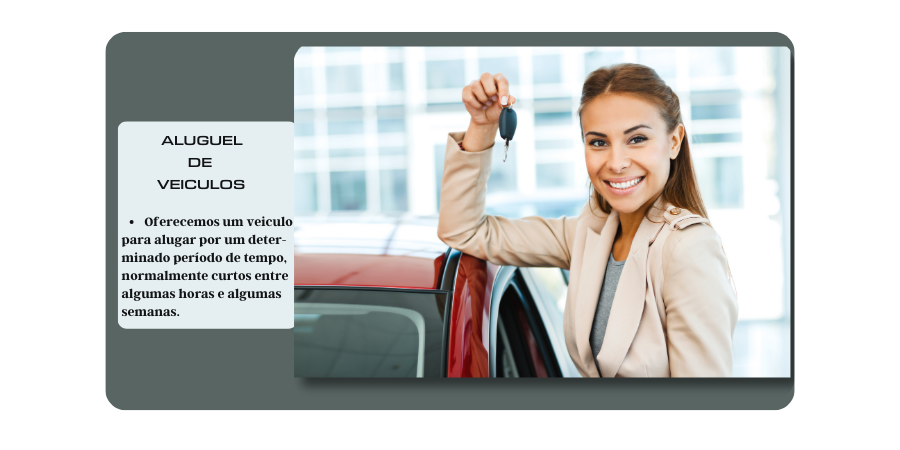 ALUGUEL
DE
VEICULOS
• Oferecemos um veiculo
para alugar por um deter-
minado período de tempo,
normalmente curtos entre
algumas horas e algumas
semanas.